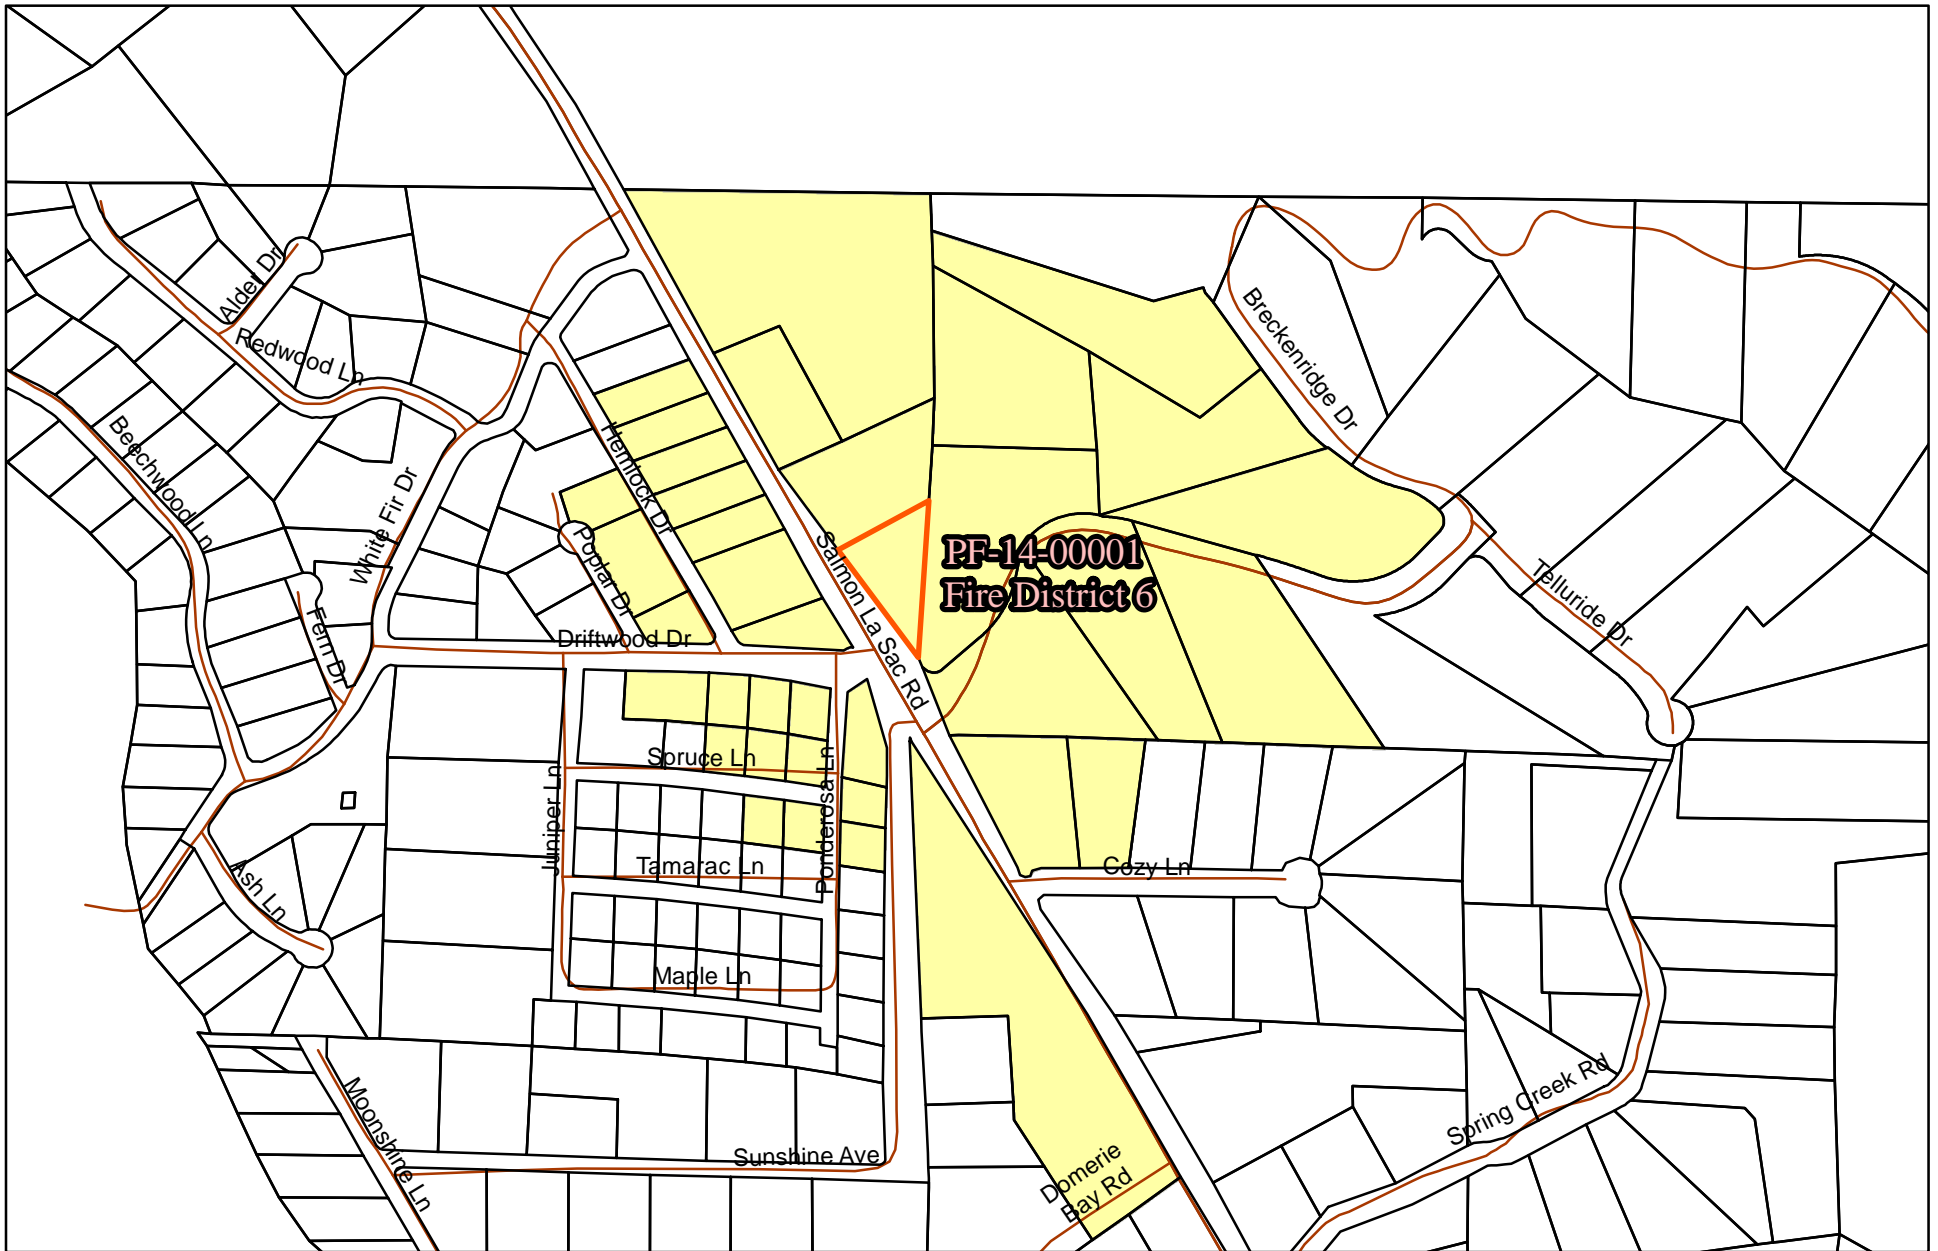 Alder Dr
Redwood Ln
Breckenridge Dr
Beechwood Ln
Hemlock Dr
White Fir Dr
Poplar Dr
Salmon La Sac Rd
PF-14-00001
Fire District 6
Telluride Dr
Fern Dr
Driftwood Dr
Spruce Ln
Juniper Ln
Ponderosa Ln
Tamarac Ln
Cozy Ln
Ash Ln
Maple Ln
Moonshine Ln
Spring Creek Rd
Sunshine Ave
Domerie
Bay Rd